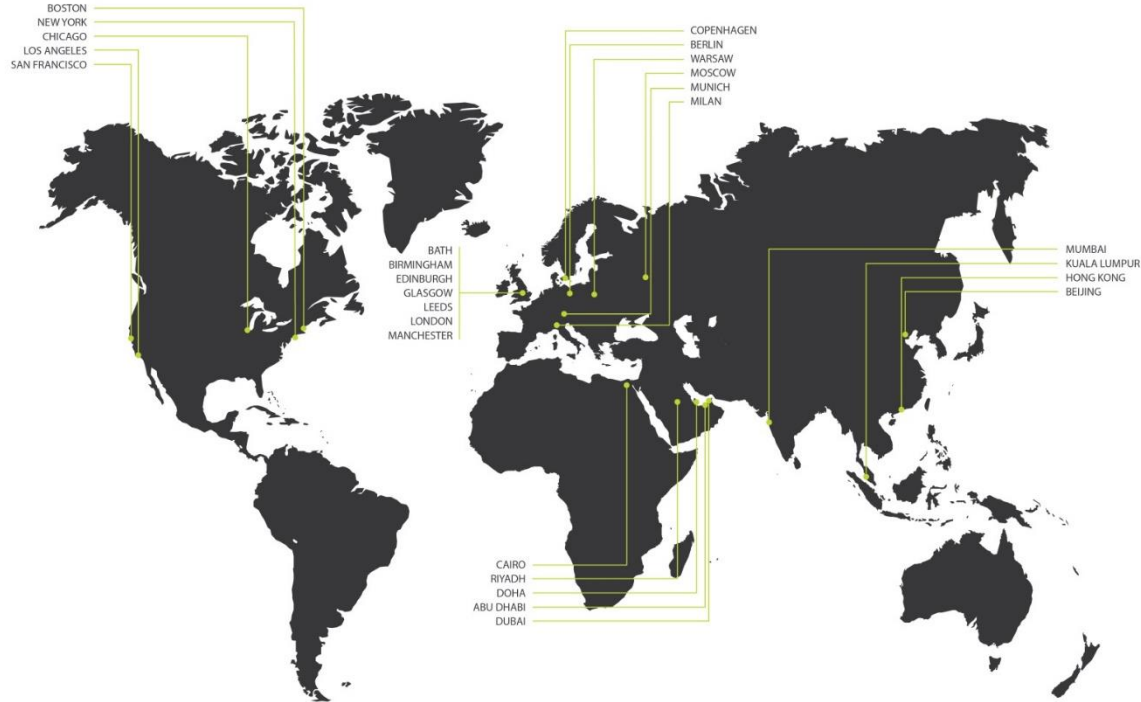 BOSTON
NEW YORK
CHICAGO
LOS ANGELES
SAN FRANCISCO
COPENHAGEN
BERLIN
WARSAW
MOSCOW
MUNICH
MILAN
BATH
BIRMINGHAM
EDINBURGH
GLASGOW
LEEDS
LONDON
MANCHESTER
MUMBAI
KUALA LUMPUR
HONG KONG
BEIJING
CAIRO
RIYADH
DOHA
ABU DHABI
DUBAI